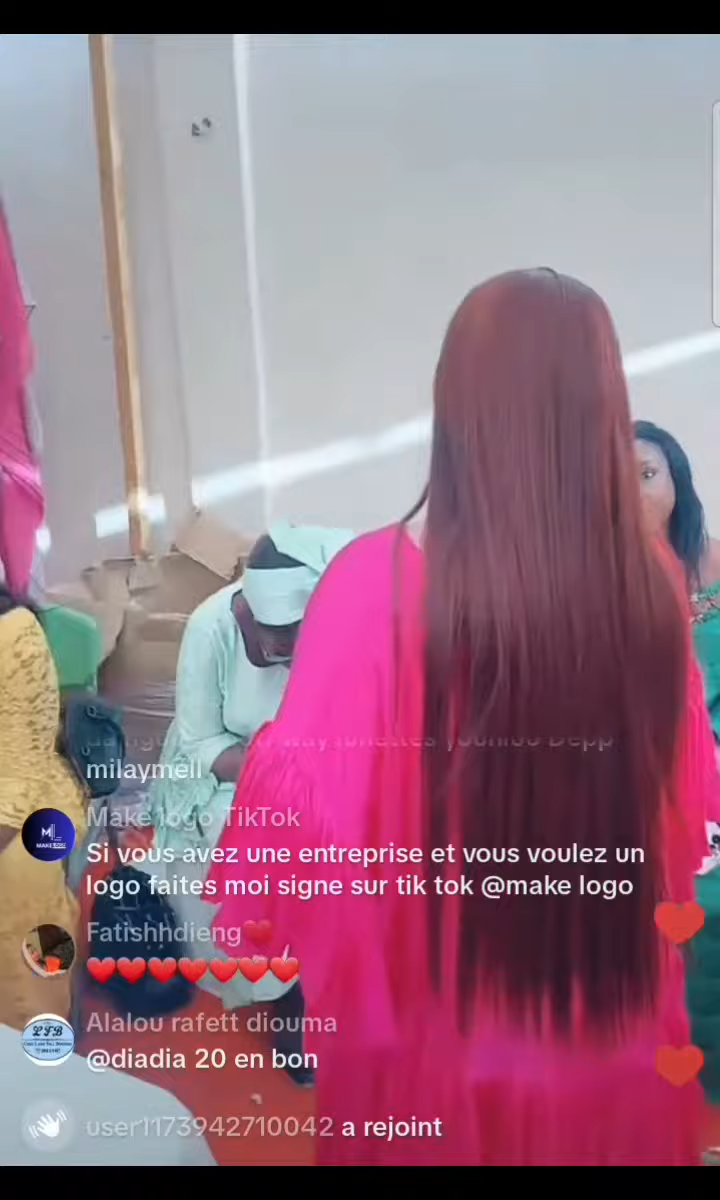 milaymell
Make logo TikTok
Si vous avez une entreprise et vous voulez un
logo faites moi signe sur tik tok @make logo
Fatishhdieng❤️
❤️❤️❤️❤️❤️❤️❤️
Alalou rafett diouma
@diadia 20 en bon
user1173942710042 a rejoint